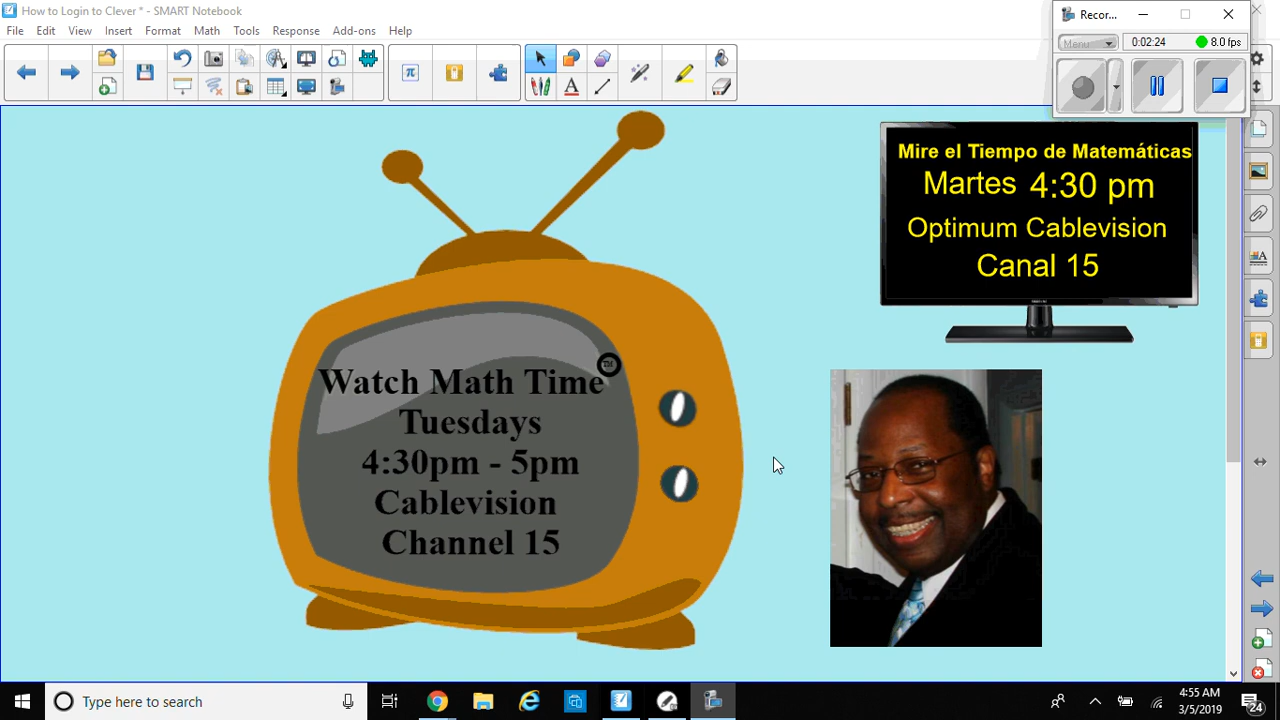 How to Login to Clever * - SMART Notebook
File Edit View Insert Format Math Tools Response Add-ons Help
Recor...
Menu 0:02:24 8.0 fps
Mire el Tiempo de Matemáticas
Martes 4:30 pm
Optimum Cablevision
Canal 15
Watch Math Time TM
Tuesdays
4:30pm - 5pm
Cablevision
Channel 15
Type here to search
4:55 AM
3/5/2019
24